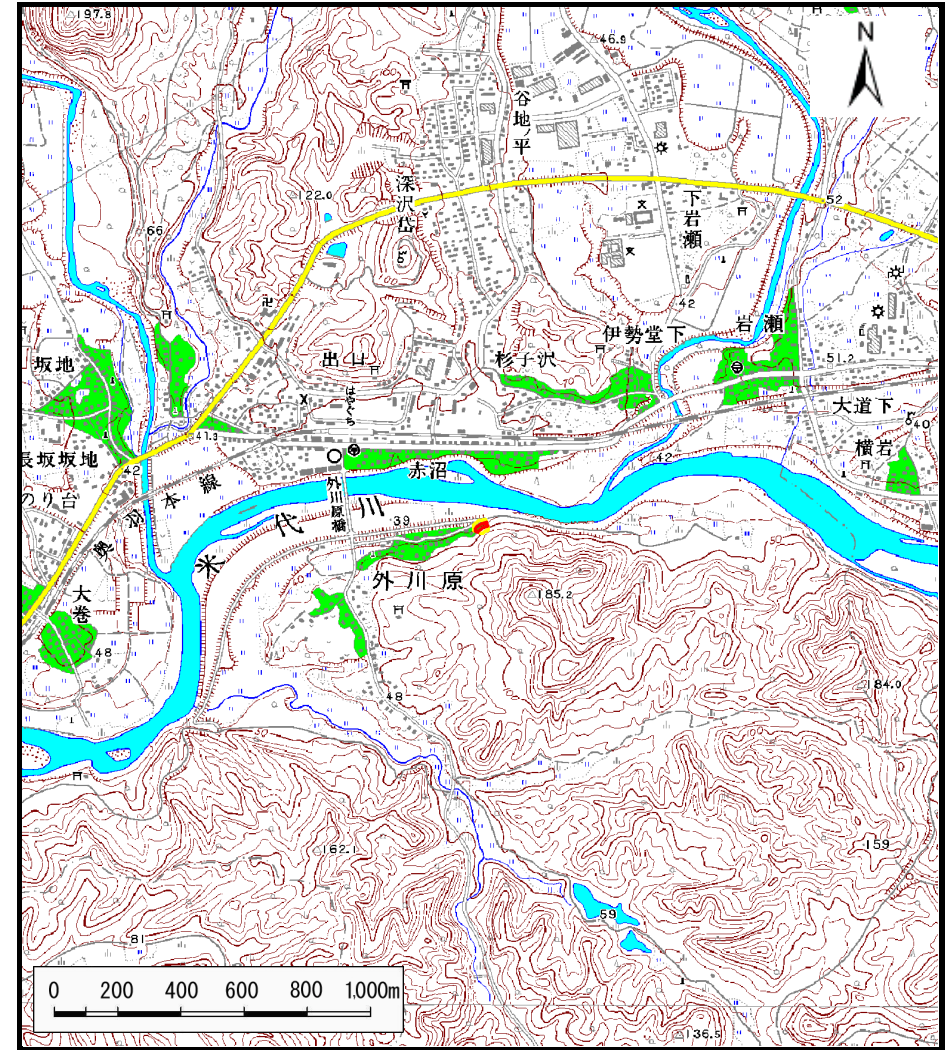 197.8
46.9
N
谷地ノ平
深沢岱
122.0
下岩瀬
52
66
42
伊勢堂下
岩瀬
坂地
出口
杉子沢
51.2
はやぐち
大道下
40
41.3
横岩
長坂坂地
42
赤沼
42
のり台
奥羽本線
外川原橋
米代川
39
外川原
185.2
大巻
48
48
184.0
162.1
159
59
81
136.5
0 200 400 600 800 1,000m